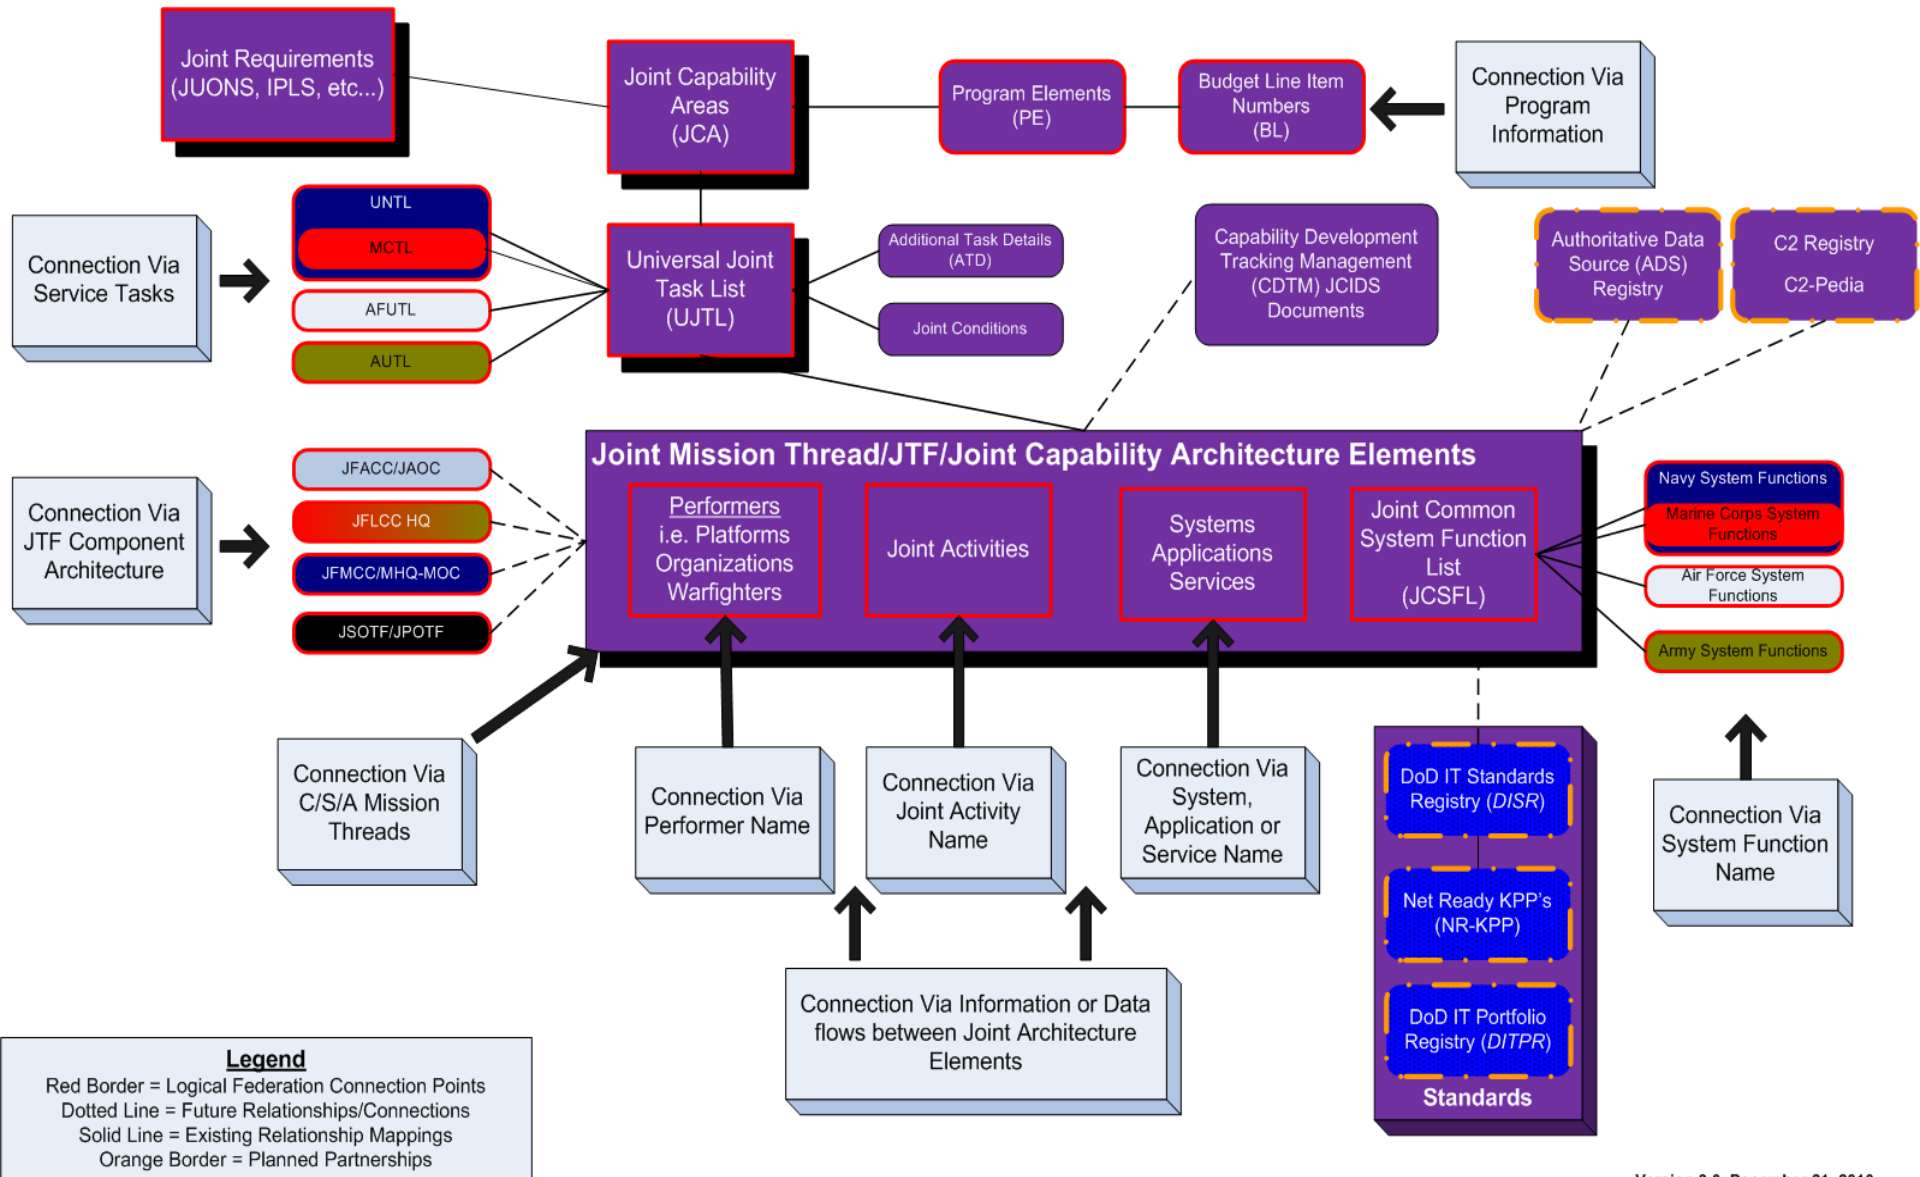 Joint Requirements
(JUONS, IPLS, etc...)
Joint Capability
Areas
(JCA)
Program Elements
(PE)
Budget Line Item
Numbers
(BL)
Connection Via
Program
Information
Connection Via
Service Tasks
UNTL
MCTL
AFUTL
AUTL
Universal Joint
Task List
(UJTL)
Additional Task Details
(ATD)
Joint Conditions
Capability Development
Tracking Management
(CDTM) JCIDS
Documents
Authoritative Data
Source (ADS)
Registry
C2 Registry
C2-Pedia
Connection Via
JTF Component
Architecture
JFACC/JAOC
JFLCC HQ
JFMCC/MHQ-MOC
JSOTF/JPOTF
Joint Mission Thread/JTF/Joint Capability Architecture Elements
Performers
i.e. Platforms
Organizations
Warfighters
Joint Activities
Systems
Applications
Services
Joint Common
System Function
List
(JCSFL)
Navy System Functions
Marine Corps System
Functions
Air Force System
Functions
Army System Functions
Connection Via
C/S/A Mission
Threads
Connection Via
Performer Name
Connection Via
Joint Activity
Name
Connection Via
System,
Application or
Service Name
DoD IT Standards
Registry (DISR)
Net Ready KPP's
(NR-KPP)
DoD IT Portfolio
Registry (DITPR)
Standards
Connection Via
System Function
Name
Connection Via Information or Data
flows between Joint Architecture
Elements
Legend
Red Border = Logical Federation Connection Points
Dotted Line = Future Relationships/Connections
Solid Line = Existing Relationship Mappings
Orange Border = Planned Partnerships